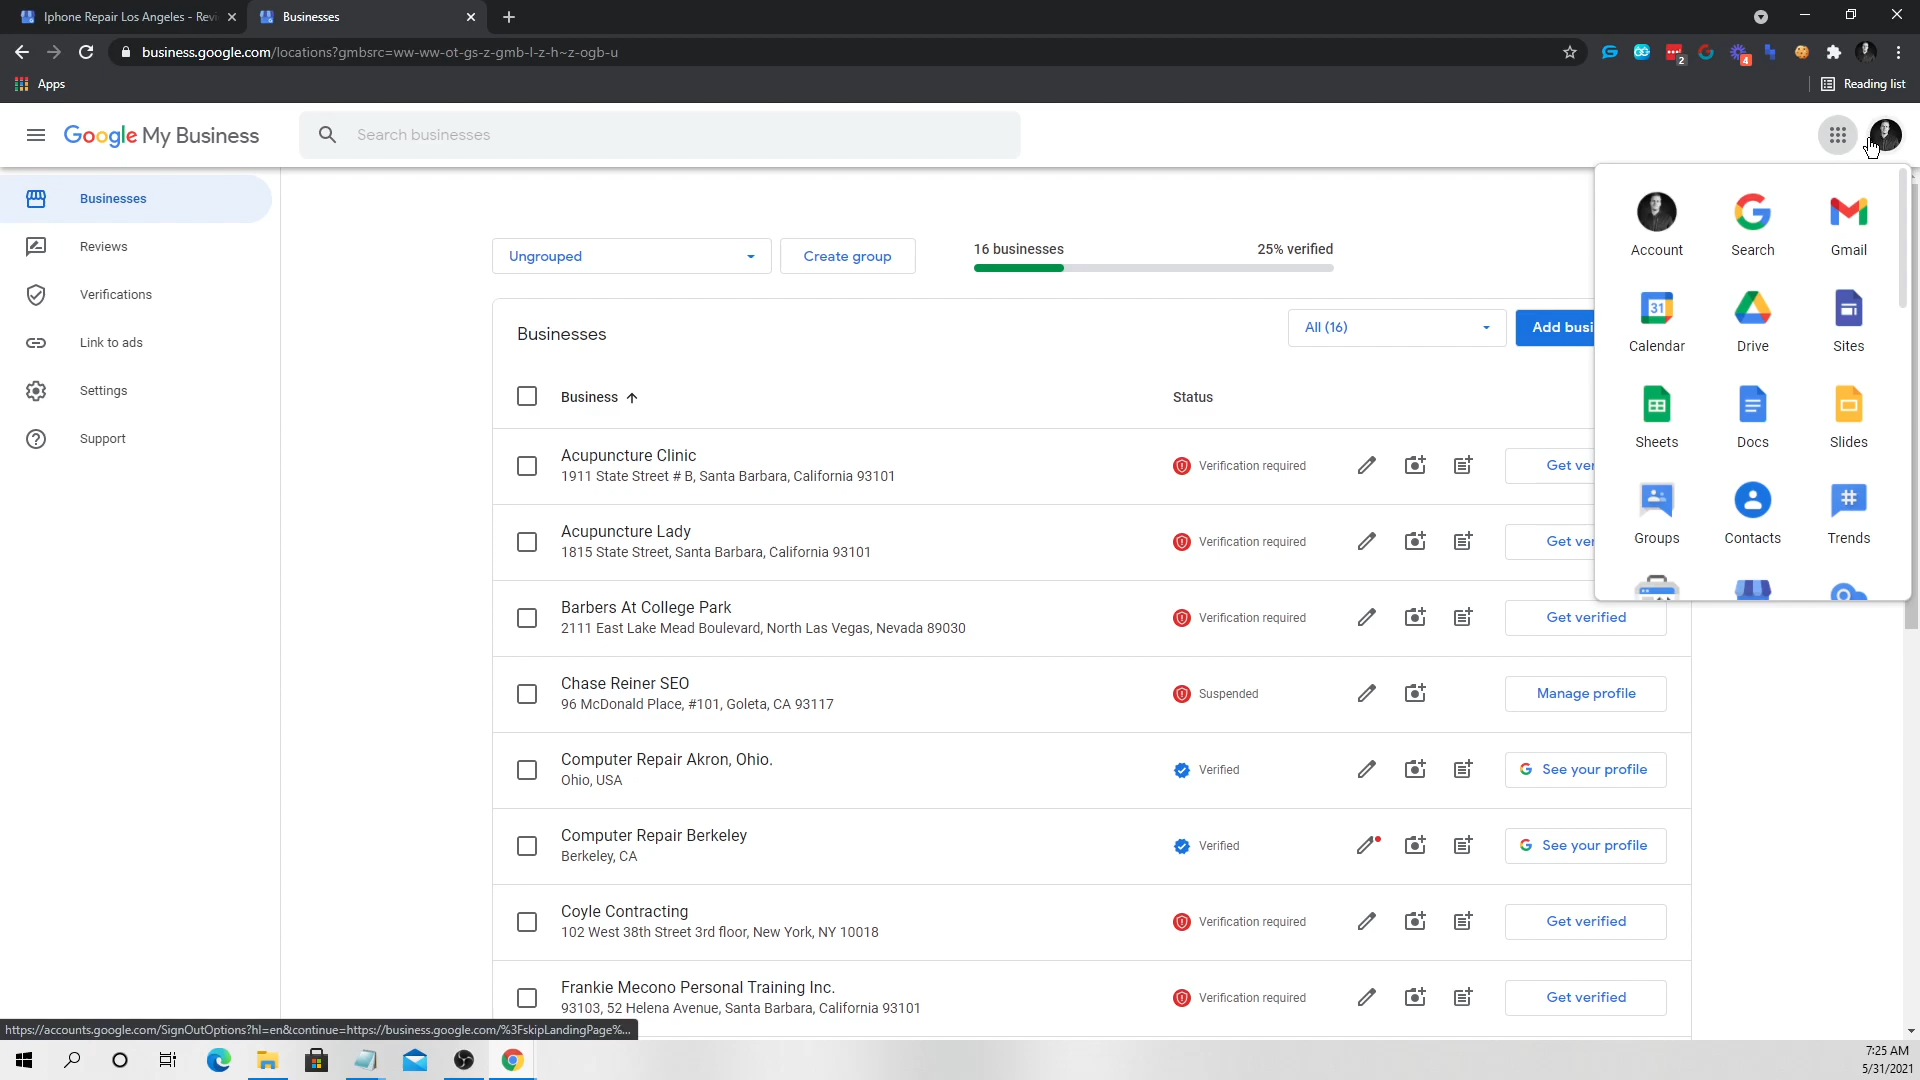 Iphone Repair Los Angeles - Revi
Businesses
business.google.com/locations?gmbsrc=ww-ww-ot-gs-z-gmb-l-z-h~z-ogb-u
2
4
Apps
Reading list
Google My Business
Search businesses
Businesses
Reviews
Verifications
Link to ads
Settings
Support
Ungrouped
Create group
16 businesses
25% verified
Businesses
All (16)
Add busi
Business
Status
Acupuncture Clinic
1911 State Street # B, Santa Barbara, California 93101
Verification required
Get ver
Acupuncture Lady
1815 State Street, Santa Barbara, California 93101
Verification required
Get ver
Barbers At College Park
2111 East Lake Mead Boulevard, North Las Vegas, Nevada 89030
Verification required
Get verified
Chase Reiner SEO
96 McDonald Place, #101, Goleta, CA 93117
Suspended
Manage profile
Computer Repair Akron, Ohio.
Ohio, USA
Verified
See your profile
Computer Repair Berkeley
Berkeley, CA
Verified
See your profile
Coyle Contracting
102 West 38th Street 3rd floor, New York, NY 10018
Verification required
Get verified
Frankie Mecono Personal Training Inc.
93103, 52 Helena Avenue, Santa Barbara, California 93101
Verification required
Get verified
Account
Search
Gmail
31
Calendar
Drive
Sites
Sheets
Docs
Slides
Groups
Contacts
Trends
https://accounts.google.com/SignOutOptions?hl=en&continue=https://business.google.com/%3FskipLandingPage%...
7:25 AM
5/31/2021